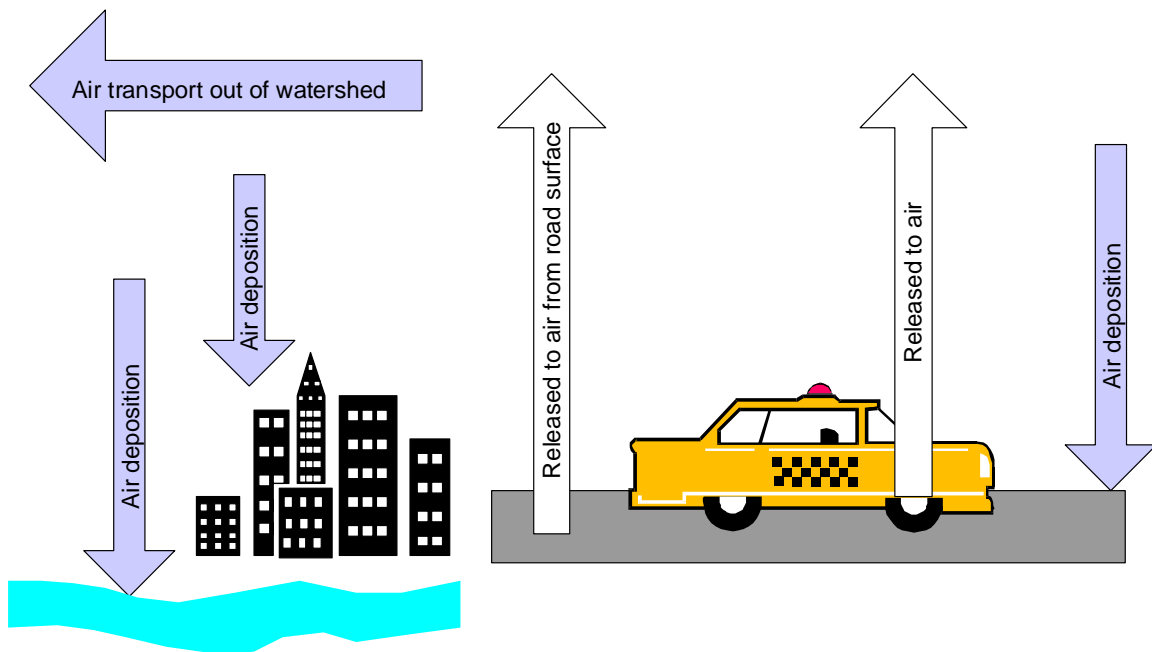 Air transport out of watershed
Air deposition
Air deposition
Released to air from road surface
Released to air
Air deposition